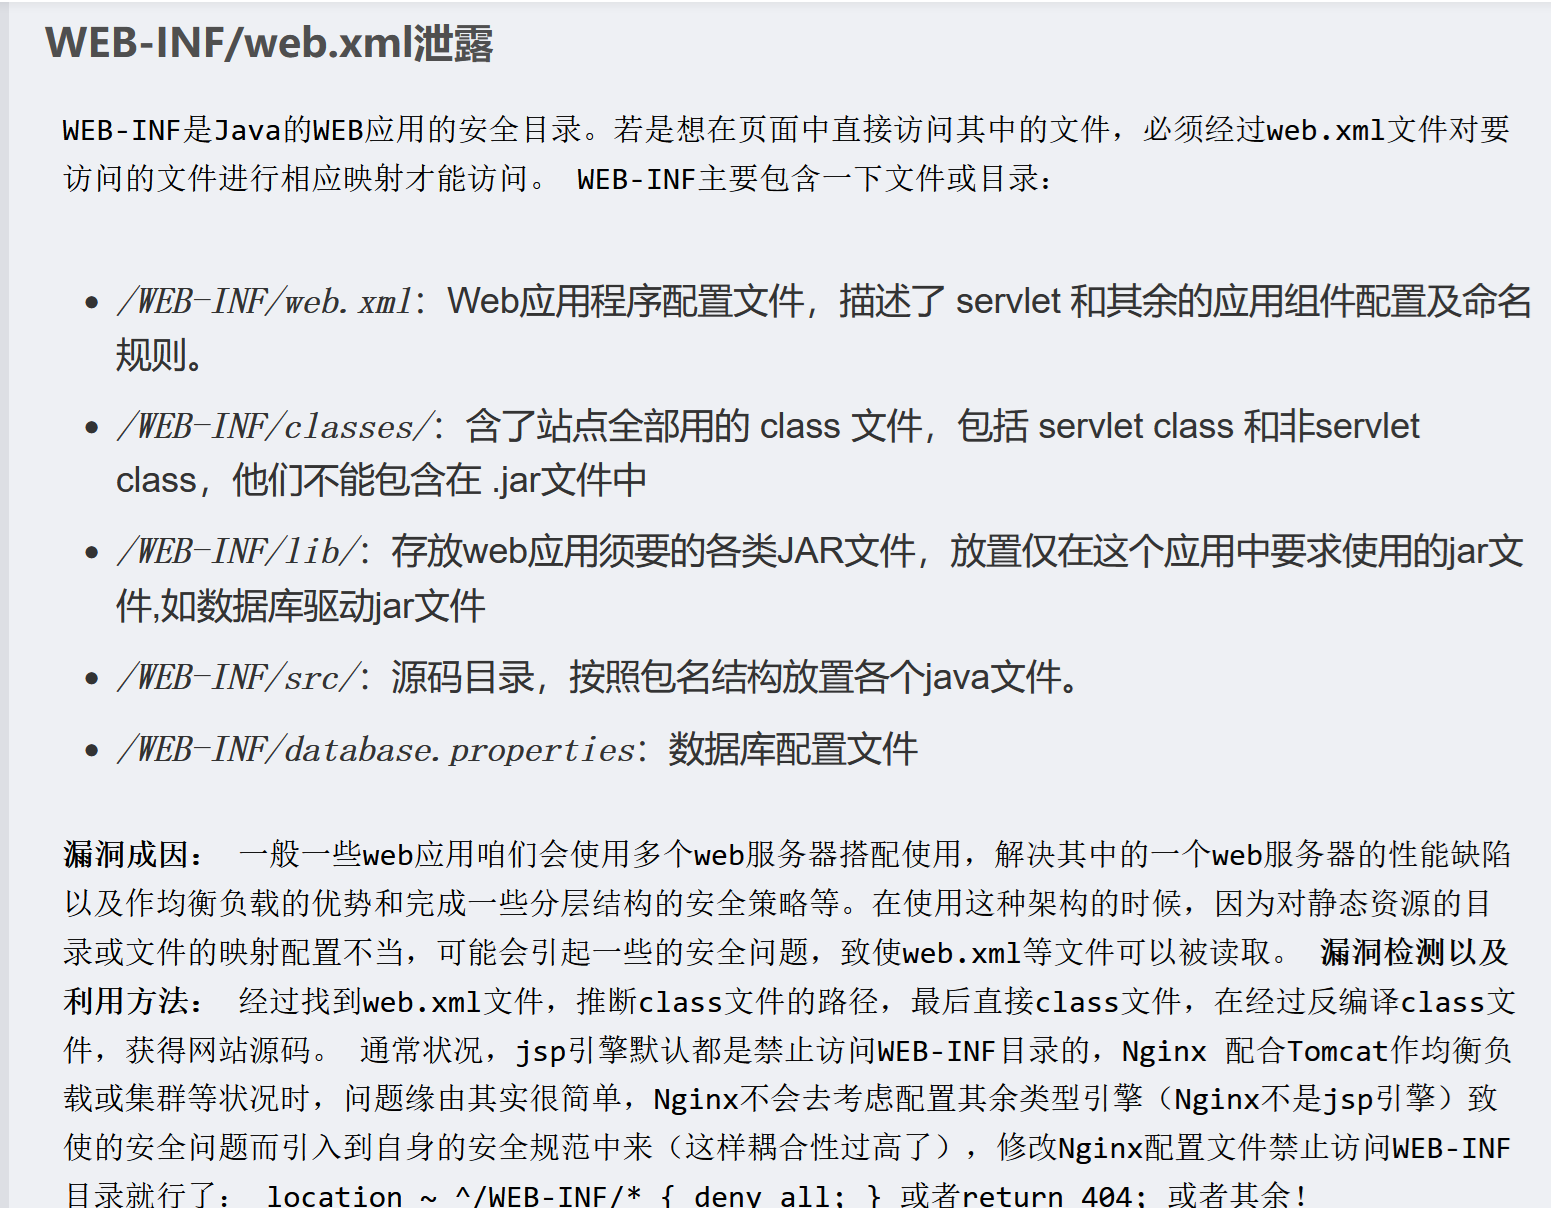 WEB-INF/web.xml泄露
WEB-INF是Java的WEB应用的安全目录。若是想在页面中直接访问其中的文件，必须经过web.xml文件对要
访问的文件进行相应映射才能访问。 WEB-INF主要包含一下文件或目录：
• /WEB-INF/web.xml：Web应用程序配置文件，描述了 servlet 和其余的应用组件配置及命名
规则。
• /WEB-INF/classes/：含了站点全部用的 class 文件，包括 servlet class 和非servlet
class，他们不能包含在 .jar文件中
• /WEB-INF/lib/：存放web应用须要的各类JAR文件，放置仅在这个应用中要求使用的jar文
件,如数据库驱动jar文件
• /WEB-INF/src/：源码目录，按照包名结构放置各个java文件。
• /WEB-INF/database.properties：数据库配置文件
漏洞成因： 一般一些web应用咱们会使用多个web服务器搭配使用，解决其中的一个web服务器的性能缺陷
以及作均衡负载的优势和完成一些分层结构的安全策略等。在使用这种架构的时候，因为对静态资源的目
录或文件的映射配置不当，可能会引起一些的安全问题，致使web.xml等文件可以被读取。 漏洞检测以及
利用方法： 经过找到web.xml文件，推断class文件的路径，最后直接class文件，在经过反编译class文
件，获得网站源码。 通常状况，jsp引擎默认都是禁止访问WEB-INF目录的，Nginx 配合Tomcat作均衡负
载或集群等状况时，问题缘由其实很简单，Nginx不会去考虑配置其余类型引擎（Nginx不是jsp引擎）致
使的安全问题而引入到自身的安全规范中来（这样耦合性过高了），修改Nginx配置文件禁止访问WEB-INF
目录就行了： location ~ ^/WEB-INF/* { deny all; } 或者return 404; 或者其余！